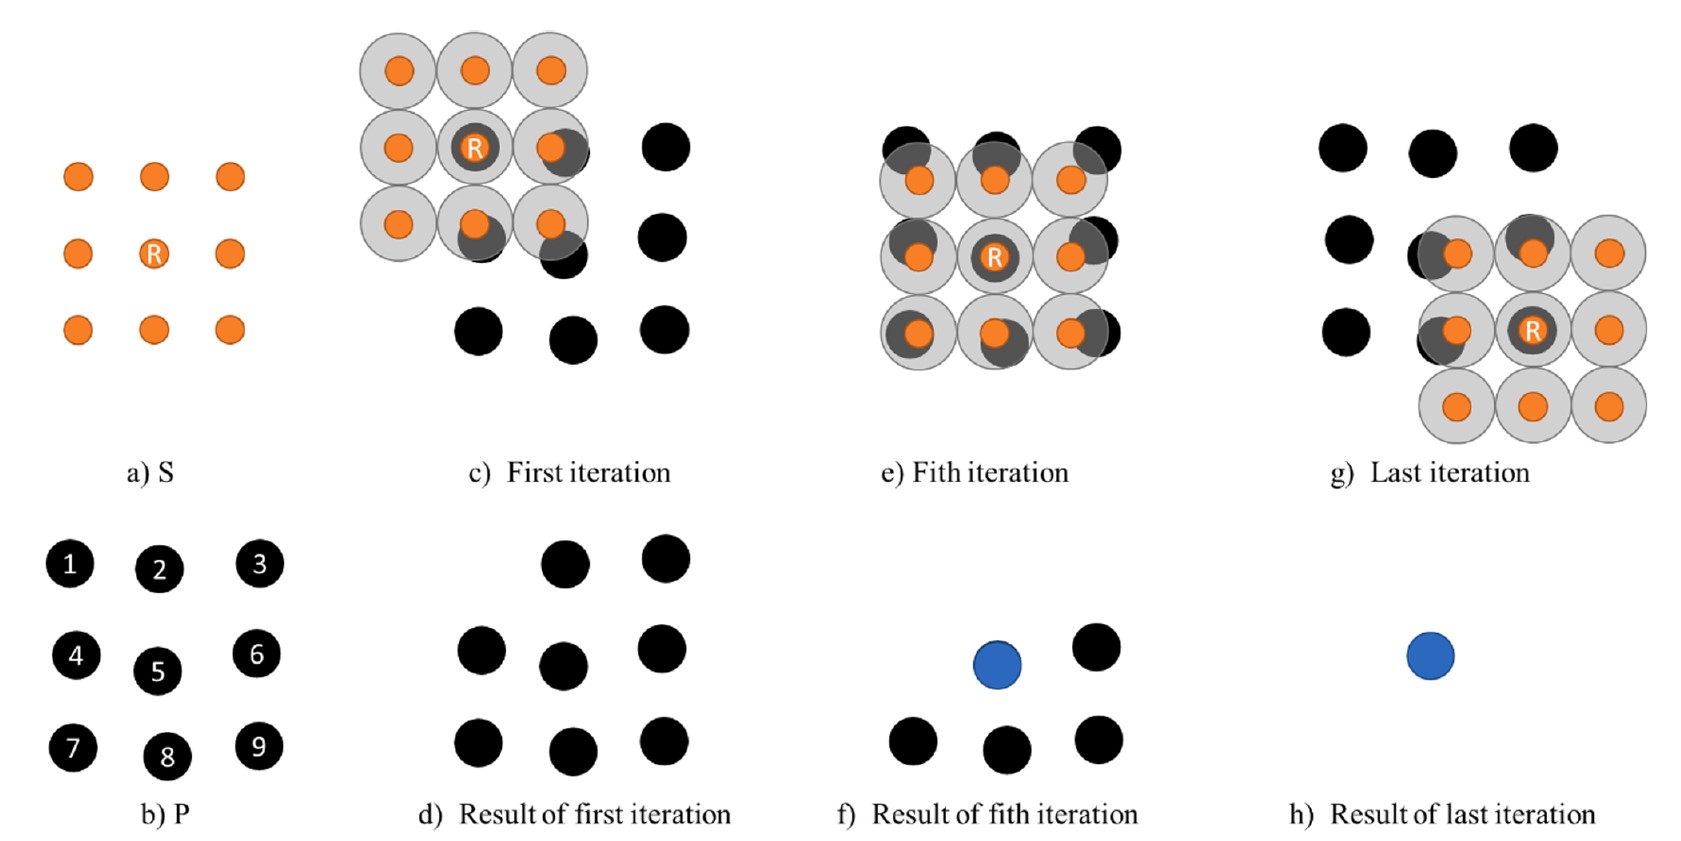 R
R
R
R
a) S
c) First iteration
e) Fith iteration
g) Last iteration
1
2
3
4
5
6
7
8
9
b) P
d) Result of first iteration
f) Result of fith iteration
h) Result of last iteration